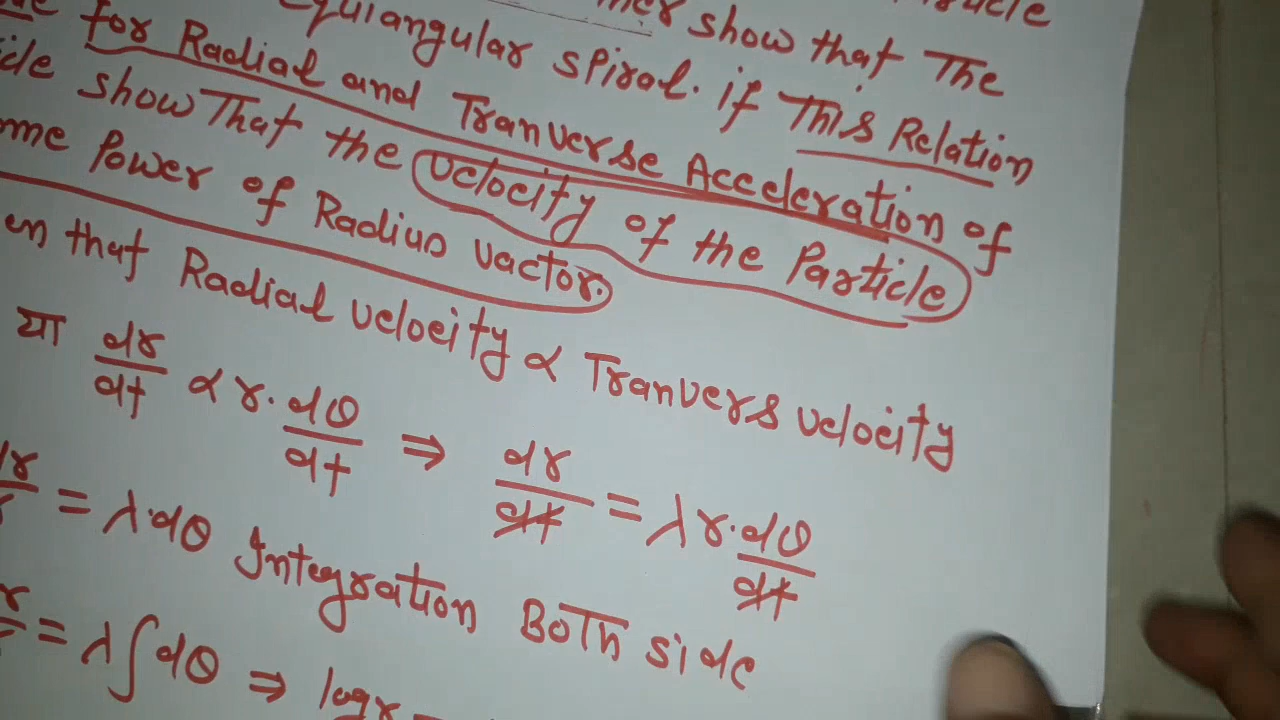 show that The
Equiangular spiral. if This Relation
for Radial and Tranverse Acceleration of
show That the velocity of the Particle
Power of Radius vactor.
that Radial velocity ∝ Tranvers velocity
या dr/dt ∝ r. dθ/dt ⇒ dr/dt = λ r. dθ/dt
= λ.dθ Integration Both side
= λ∫dθ ⇒ log r